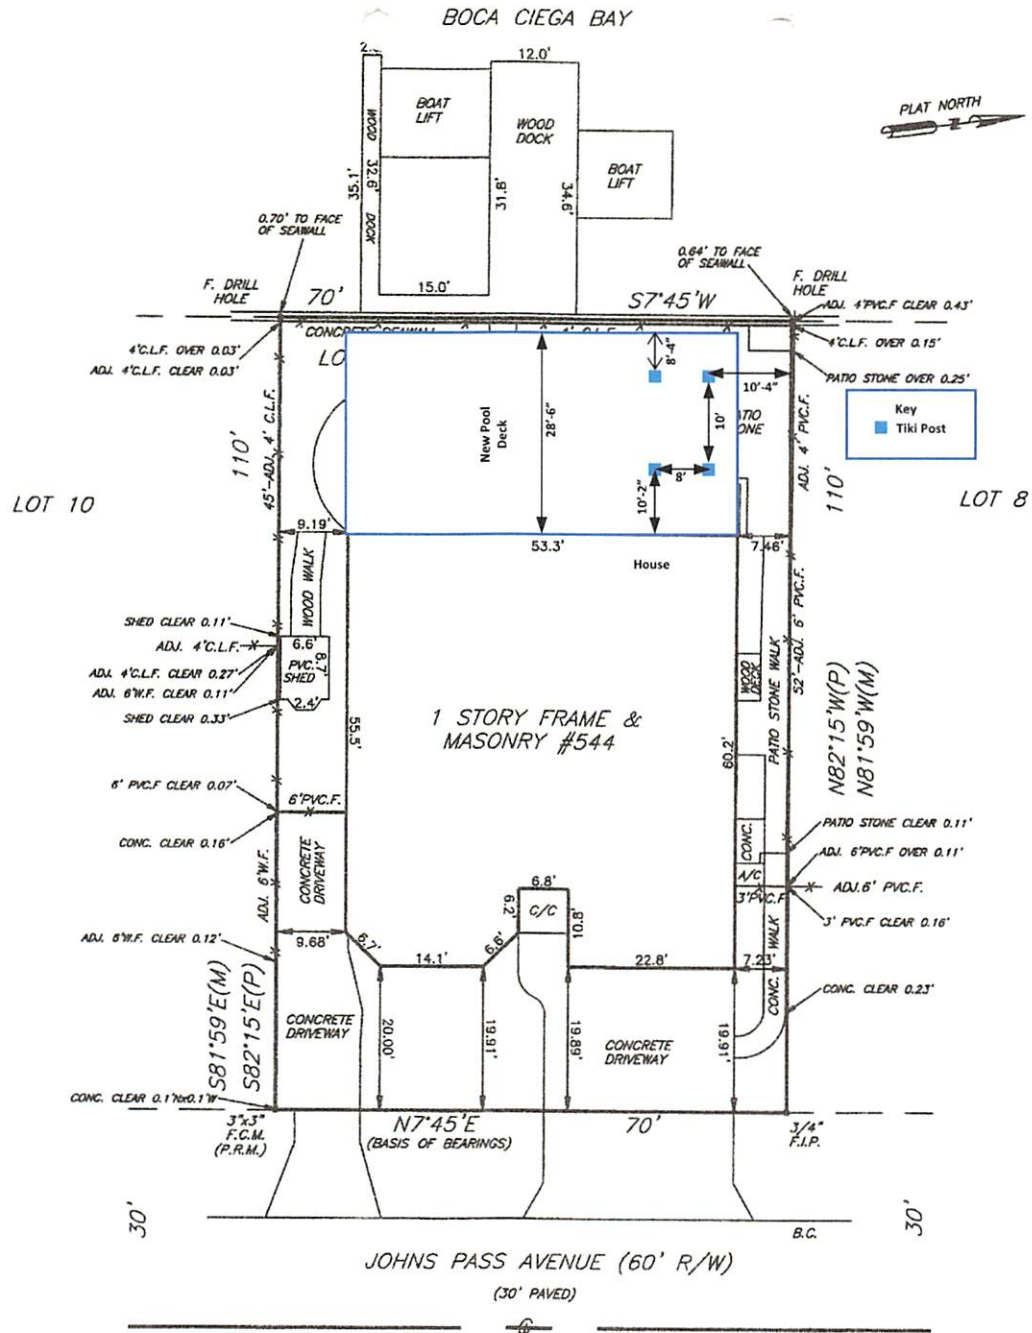 BOCA CIEGA BAY
12.0'
BOAT
LIFT
WOOD
DOCK
PLAT NORTH
N
WOOD
DOCK
35.1'
32.6'
31.8'
34.6'
BOAT
LIFT
15.0'
0.70' TO FACE
OF SEAWALL
0.64' TO FACE
OF SEAWALL
F. DRILL
HOLE
70'
S7°45'W
F. DRILL
HOLE
ADJ. 4'PVC.F CLEAR 0.43'
4'C.L.F. OVER 0.03'
ADJ. 4'C.L.F. CLEAR 0.03'
LO
4'C.L.F. OVER 0.15'
PATIO STONE OVER 0.25'
8'-4"
10'-4"
10'
8'
10'-2"
28'-6"
New Pool
Deck
Key
Tiki Post
110'
45'-ADJ. 4' C.L.F.
ADJ. 4' PVC.F.
110'
LOT 10
LOT 8
9.19'
53.3'
7.46'
House
WOOD WALK
SHED CLEAR 0.11'
ADJ. 4'C.L.F.
ADJ. 4'C.L.F. CLEAR 0.27'
ADJ. 6'W.F. CLEAR 0.11'
SHED CLEAR 0.33'
6.6'
PVC.
SHED
2.4'
WOOD
DECK
PATIO STONE WALK
52'-ADJ. 6' PVC.F.
N82°15'W(P)
N81°59'W(M)
1 STORY FRAME &
MASONRY #544
55.5'
60.2'
6' PVC.F CLEAR 0.07'
6'PVC.F.
CONC. CLEAR 0.16'
CONCRETE
DRIVEWAY
ADJ. 6'W.F.
CONC.
A/C
3'PVC.F
PATIO STONE CLEAR 0.11'
ADJ. 6'PVC.F OVER 0.11'
ADJ.6' PVC.F.
3' PVC.F CLEAR 0.16'
6.8'
6.2'
C/C
10.8'
ADJ. 6'W.F. CLEAR 0.12'
9.68'
6.7'
14.1'
6.6'
22.8'
7.23'
CONC. WALK
CONC. CLEAR 0.23'
S81°59'E(M)
S82°15'E(P)
CONCRETE
DRIVEWAY
20.00'
19.91'
19.89'
CONCRETE
DRIVEWAY
19.91'
CONC. CLEAR 0.1'Nx0.1'W
3"x3"
F.C.M.
(P.R.M.)
N7°45'E
(BASIS OF BEARINGS)
70'
3/4"
F.I.P.
30'
30'
B.C.
JOHNS PASS AVENUE (60' R/W)
(30' PAVED)